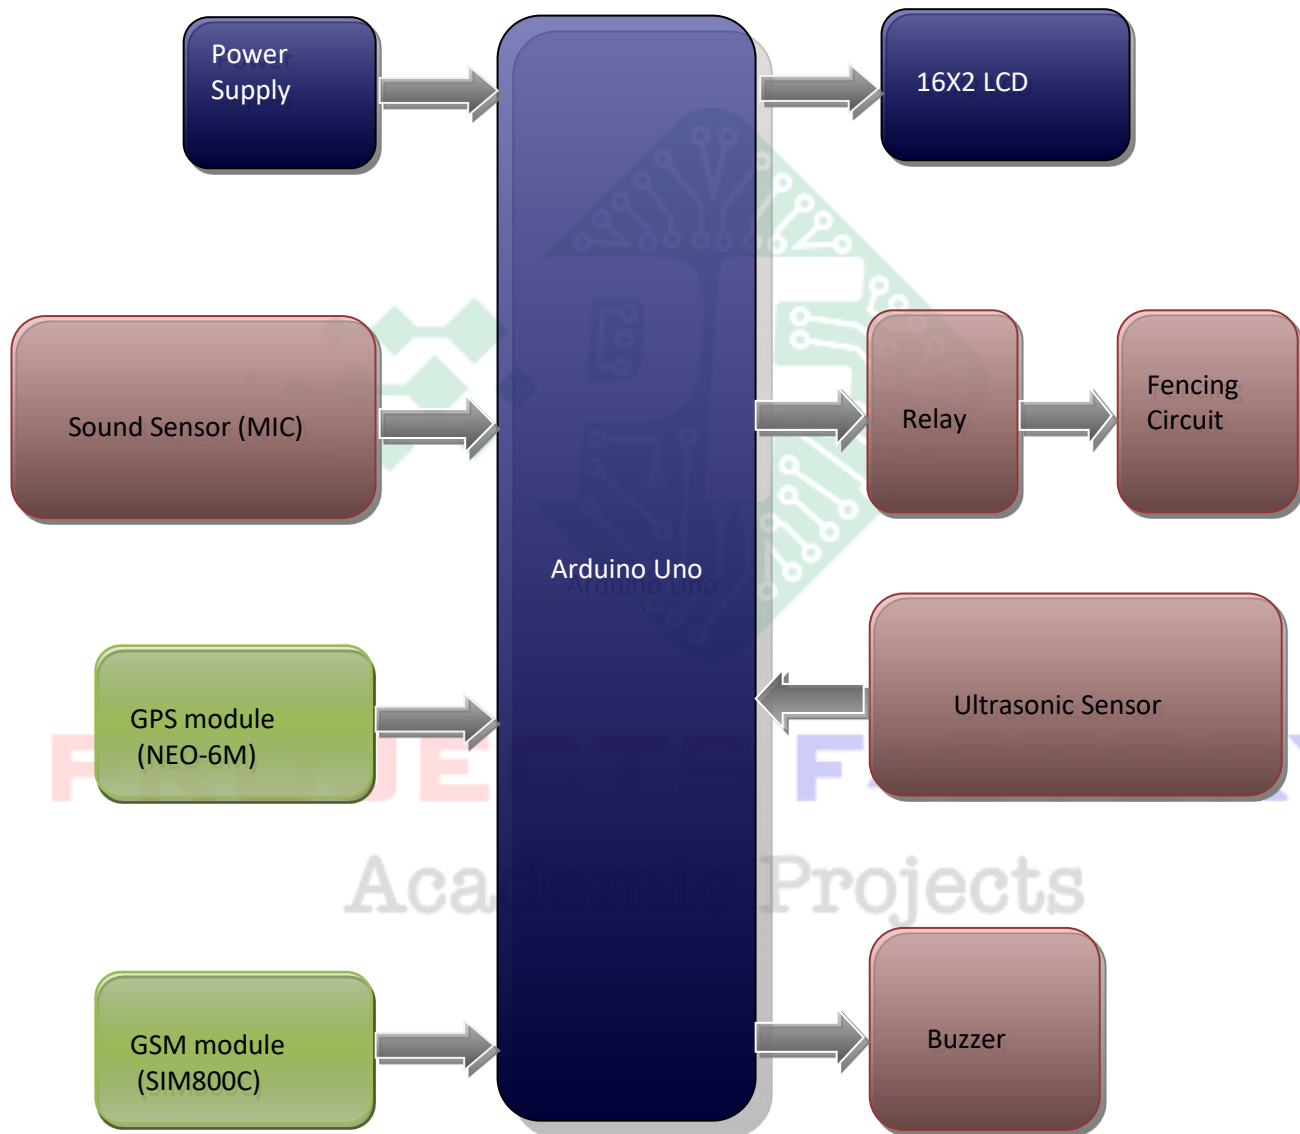 Power
Supply
16X2 LCD
Sound Sensor (MIC)
Relay
Fencing
Circuit
Arduino Uno
GPS module
(NEO-6M)
Ultrasonic Sensor
PROJECTS
Academic Projects
GSM module
(SIM800C)
Buzzer